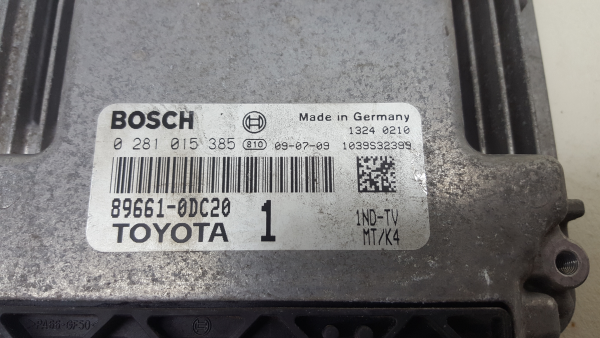 BOSCH
Made in Germany
1324 0210
0 281 015 385 810 09-07-09 1039S32399
89661-0DC20
TOYOTA 1
1ND-TV
MT/K4